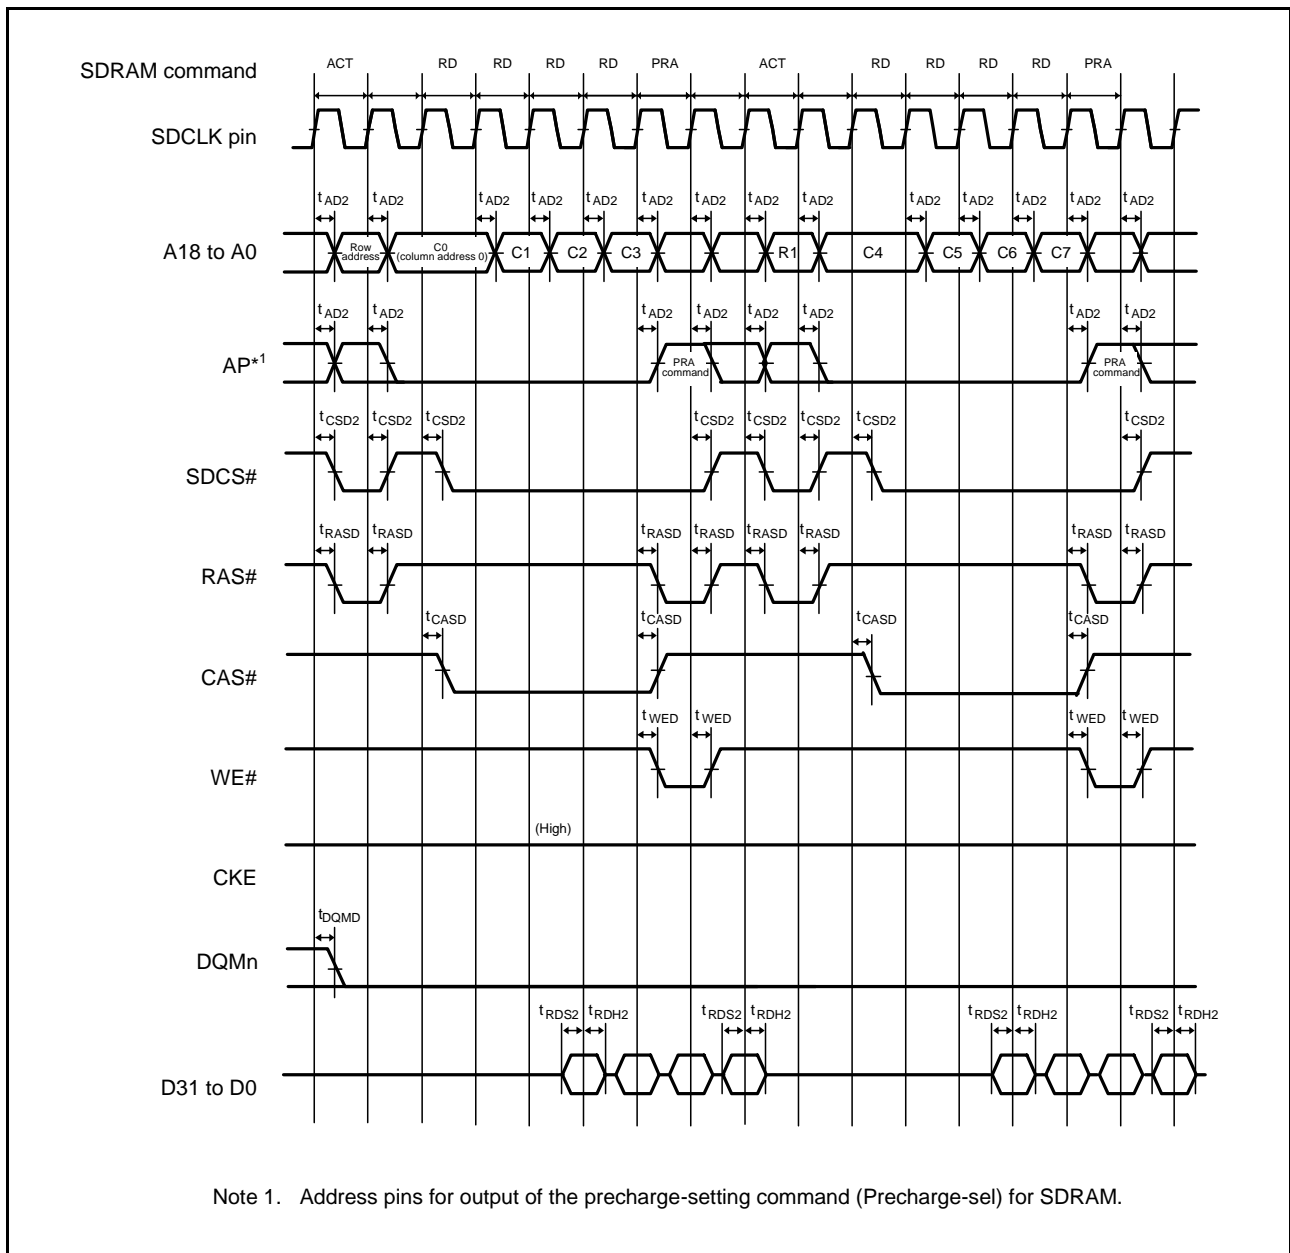 SDRAM command ACT RD RD RD RD PRA ACT RD RD RD RD PRA
SDCLK pin
tAD2 tAD2 tAD2 tAD2 tAD2 tAD2 tAD2 tAD2 tAD2 tAD2 tAD2 tAD2 tAD2 tAD2
A18 to A0 Row address C0 (column address 0) C1 C2 C3 R1 C4 C5 C6 C7
tAD2 tAD2 tAD2 tAD2 tAD2 tAD2 tAD2 tAD2
AP*1 PRA command PRA command
tCSD2 tCSD2 tCSD2 tCSD2 tCSD2 tCSD2 tCSD2 tCSD2
SDCS#
tRASD tRASD tRASD tRASD tRASD tRASD tRASD tRASD
RAS#
tCASD tCASD tCASD tCASD
CAS#
tWED tWED tWED tWED
WE#
(High)
CKE
tDQMD
DQMn
tRDS2 tRDH2 tRDS2 tRDH2 tRDS2 tRDH2 tRDS2 tRDH2
D31 to D0
Note 1. Address pins for output of the precharge-setting command (Precharge-sel) for SDRAM.